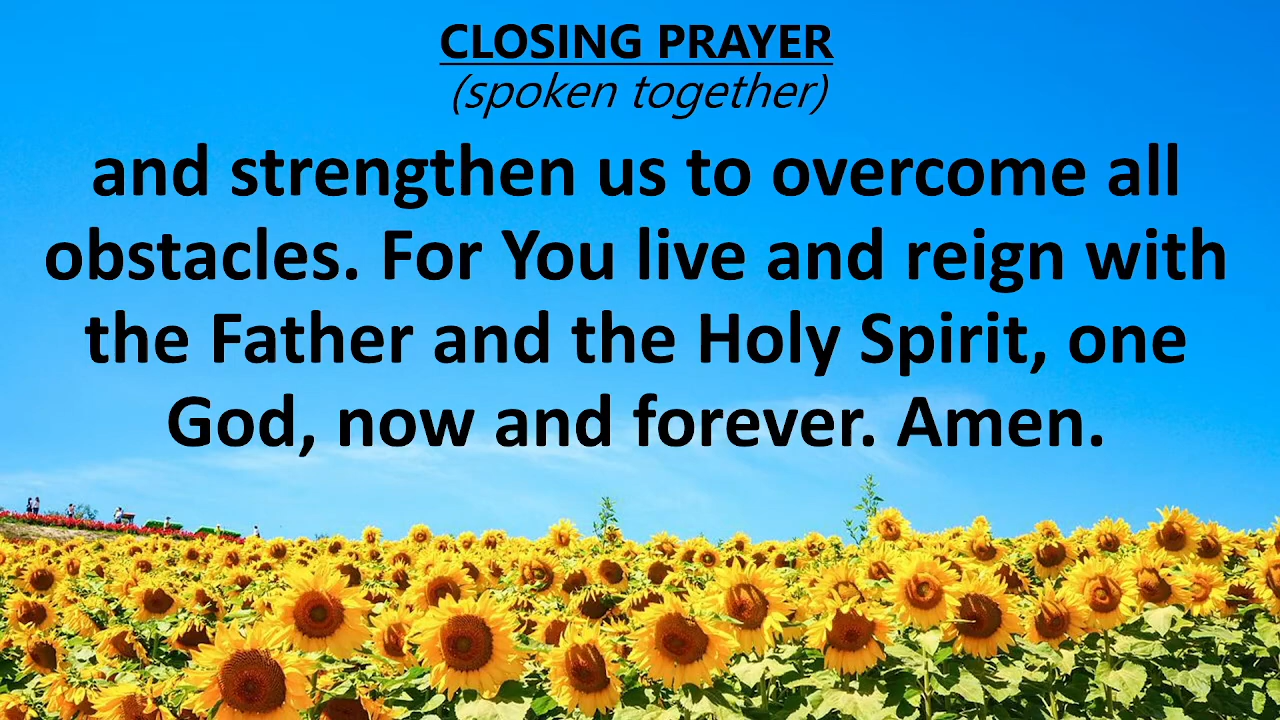 CLOSING PRAYER
(spoken together)
and strengthen us to overcome all
obstacles. For You live and reign with
the Father and the Holy Spirit, one
God, now and forever. Amen.